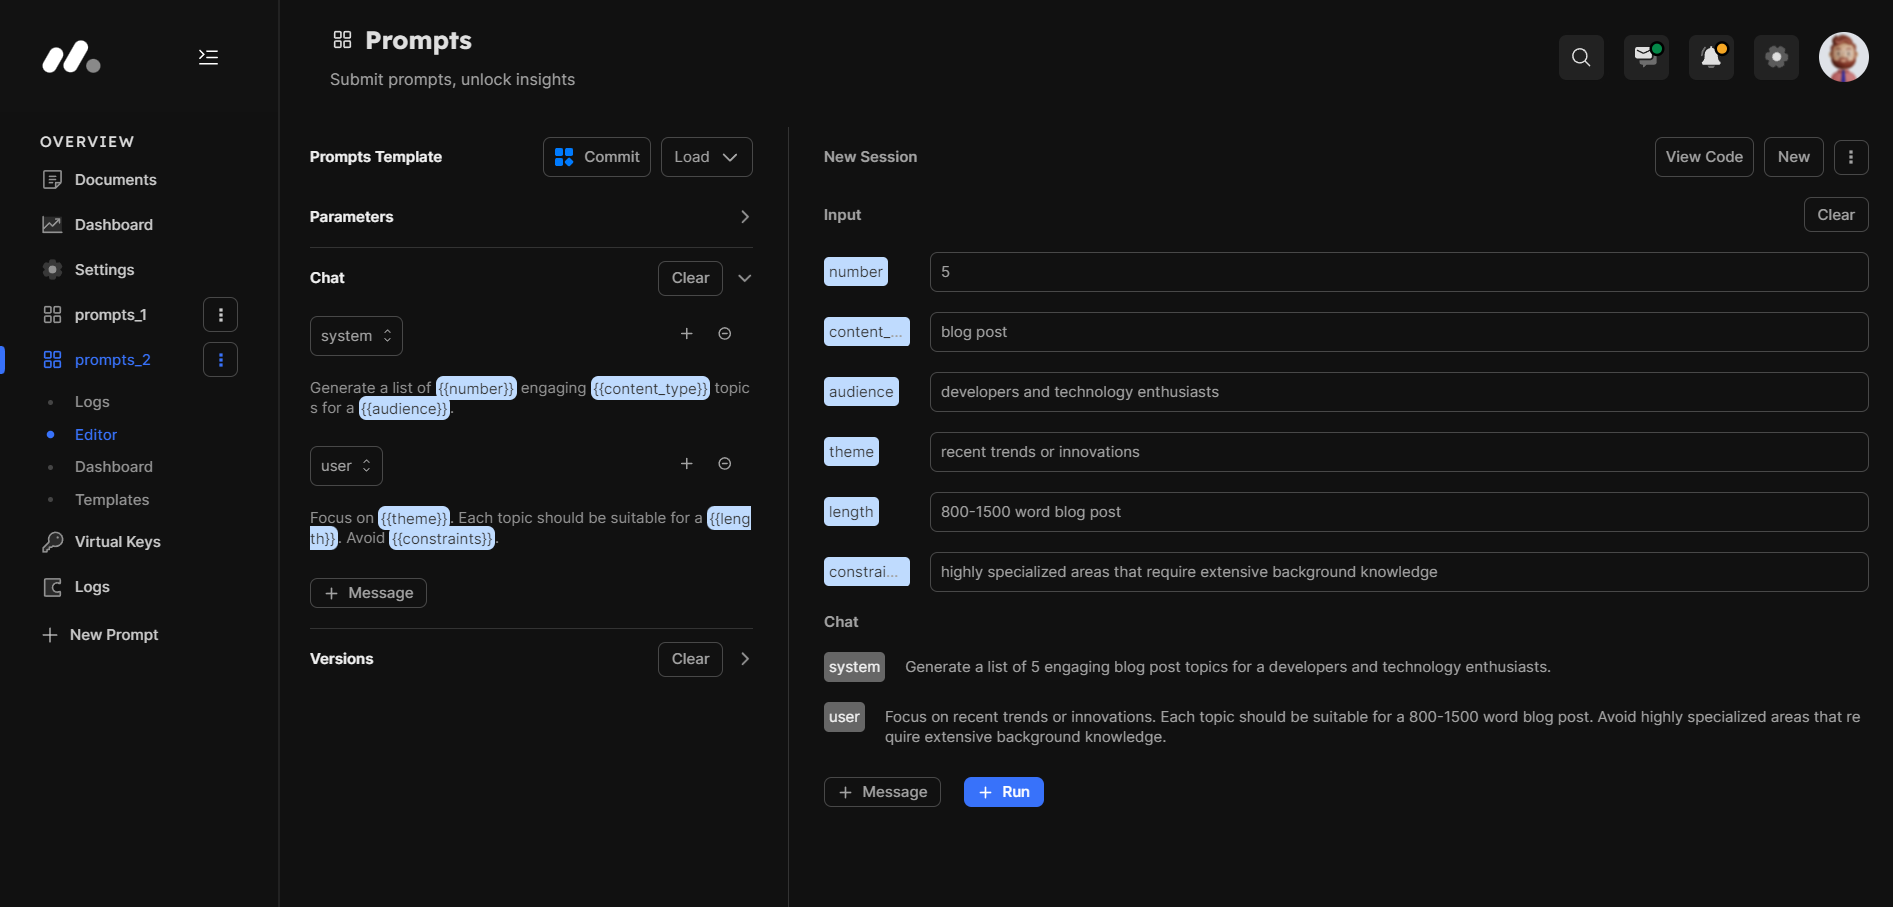 Prompts
Submit prompts, unlock insights
OVERVIEW
Documents
Dashboard
Settings
prompts_1
prompts_2
Logs
Editor
Dashboard
Templates
Virtual Keys
Logs
New Prompt
Prompts Template
Commit
Load
Parameters
Chat
Clear
system
Generate a list of {{number}} engaging {{content_type}} topic
s for a {{audience}}.
user
Focus on {{theme}}. Each topic should be suitable for a {{leng
th}}. Avoid {{constraints}}.
Message
Versions
Clear
New Session
View Code
New
Input
Clear
number
5
content_...
blog post
audience
developers and technology enthusiasts
theme
recent trends or innovations
length
800-1500 word blog post
constrai...
highly specialized areas that require extensive background knowledge
Chat
system
Generate a list of 5 engaging blog post topics for a developers and technology enthusiasts.
user
Focus on recent trends or innovations. Each topic should be suitable for a 800-1500 word blog post. Avoid highly specialized areas that re
quire extensive background knowledge.
Message
Run